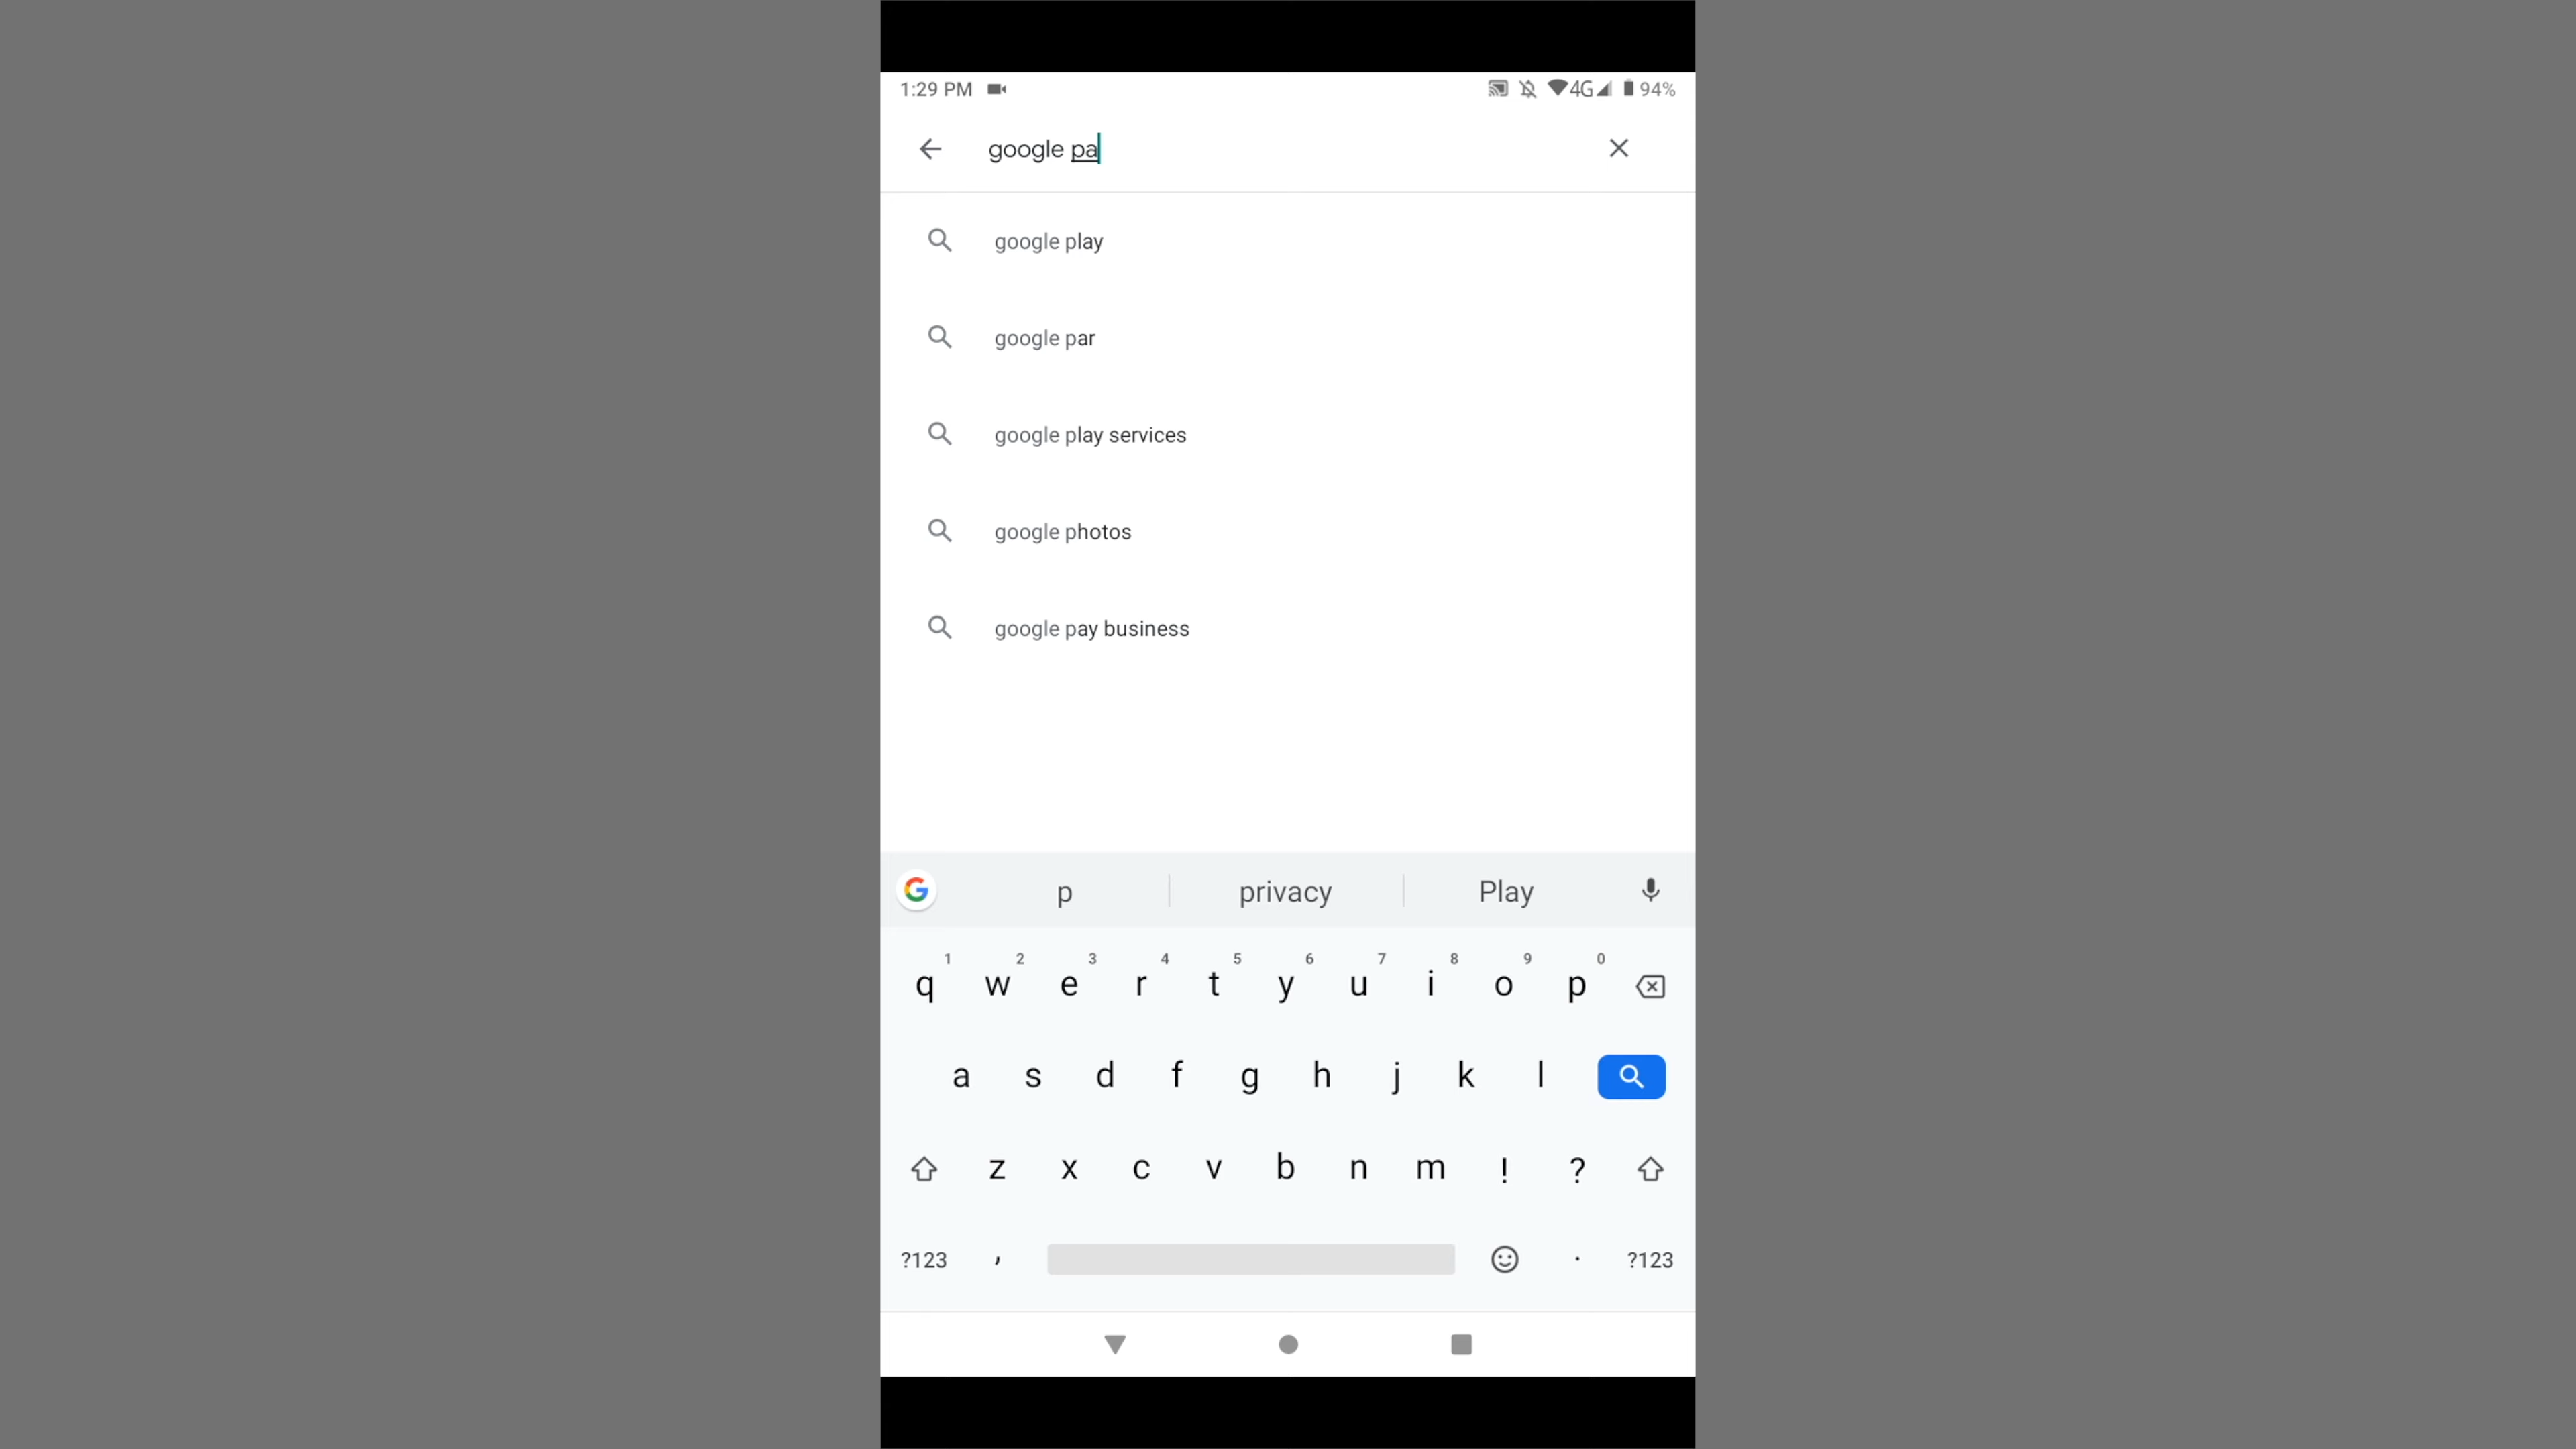 1:29 PM 4G 94%
google pa
google play
google par
google play services
google photos
google pay business
G p privacy Play
1 2 3 4 5 6 7 8 9 0
q w e r t y u i o p
a s d f g h j k l
z x c v b n m ! ?
?123 , . ?123